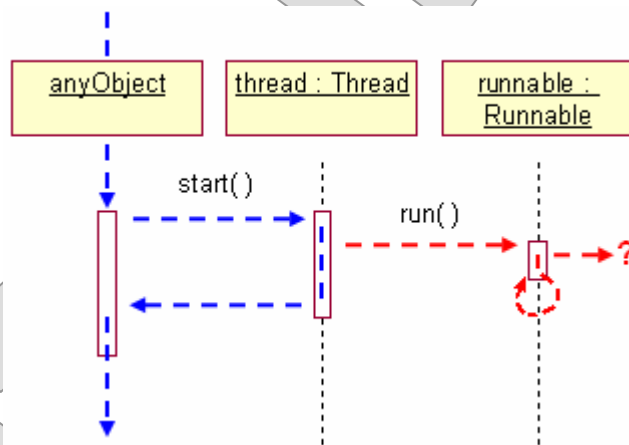 anyObject
thread : Thread
runnable :
Runnable
start( )
run( )
?